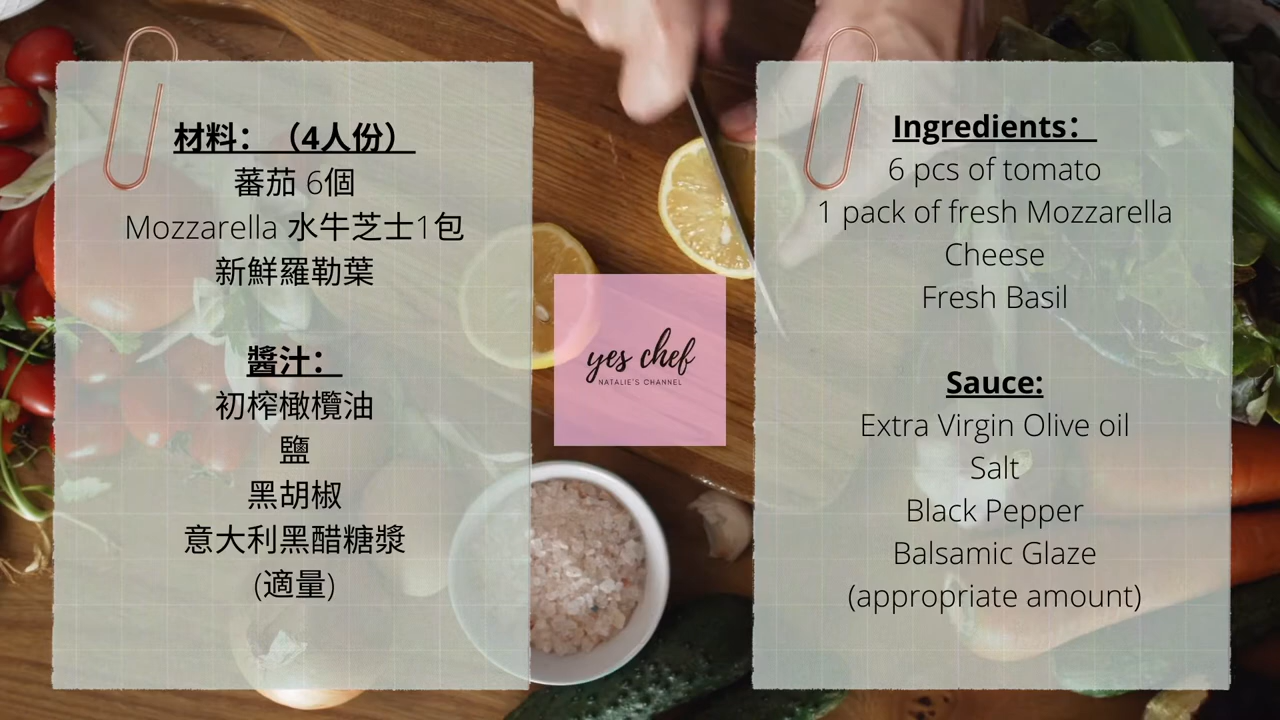 材料：（4人份）
蕃茄 6個
Mozzarella 水牛芝士1包
新鮮羅勒葉
醬汁：
初榨橄欖油
鹽
黑胡椒
意大利黑醋糖漿
(適量)
yes chef
NATALIE'S CHANNEL
Ingredients：
6 pcs of tomato
1 pack of fresh Mozzarella
Cheese
Fresh Basil
Sauce:
Extra Virgin Olive oil
Salt
Black Pepper
Balsamic Glaze
(appropriate amount)